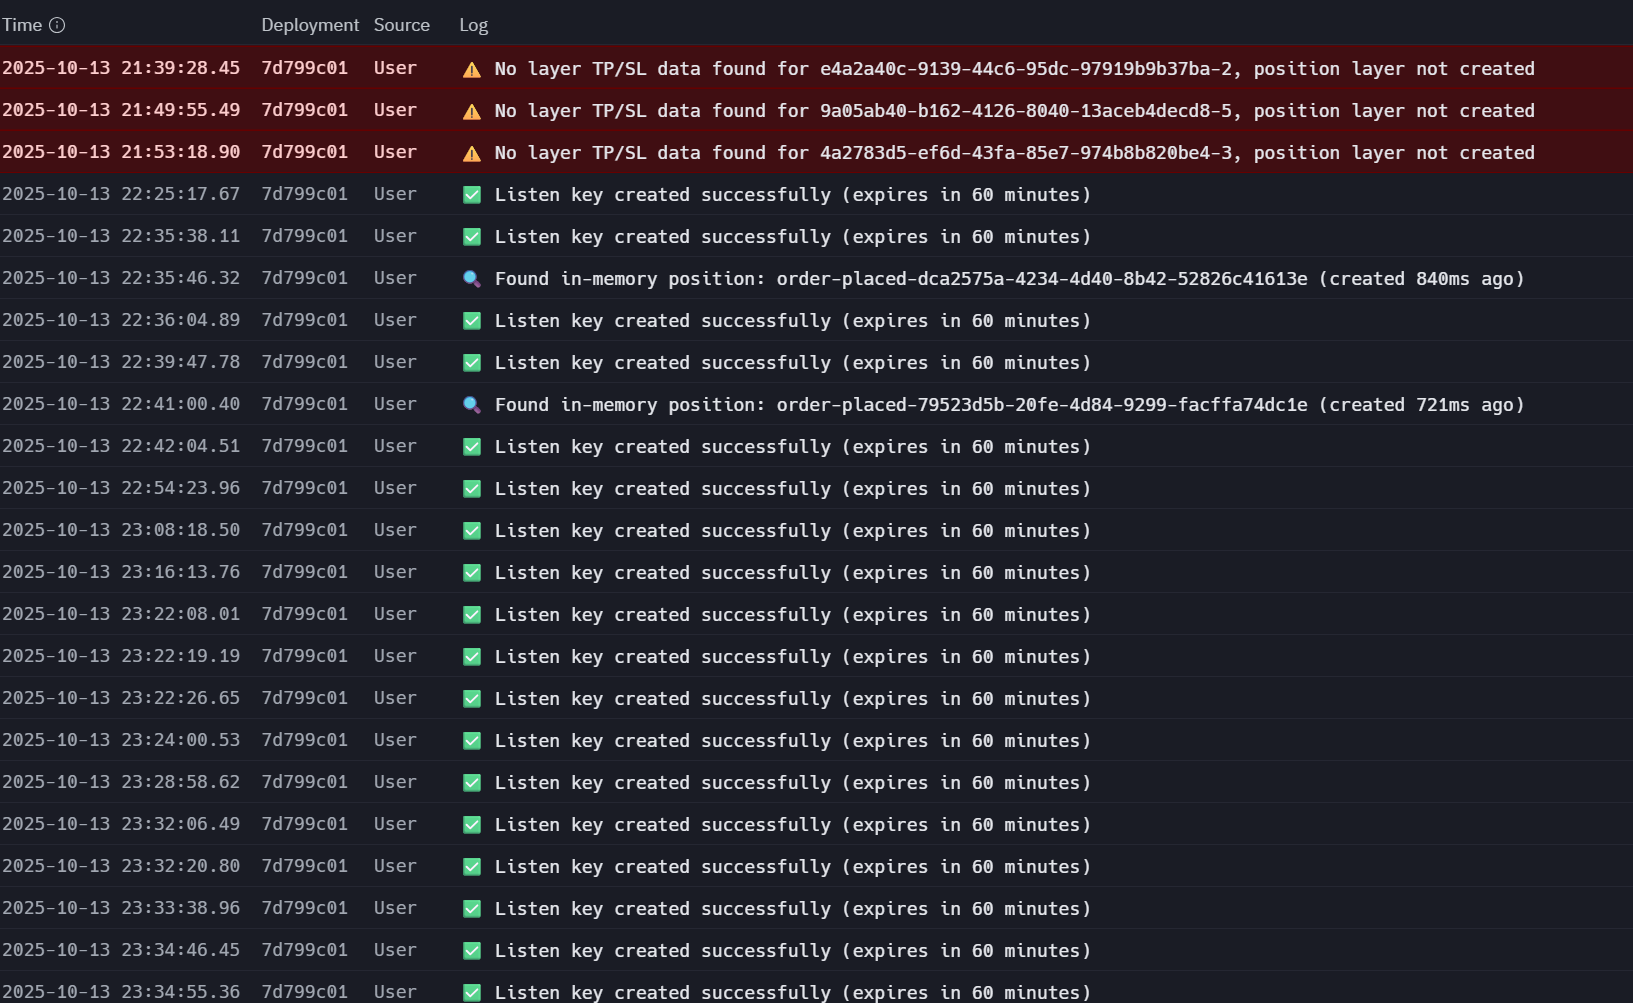 Time Deployment Source Log
2025-10-13 21:39:28.45 7d799c01 User ⚠️ No layer TP/SL data found for e4a2a40c-9139-44c6-95dc-97919b9b37ba-2, position layer not created
2025-10-13 21:49:55.49 7d799c01 User ⚠️ No layer TP/SL data found for 9a05ab40-b162-4126-8040-13aceb4decd8-5, position layer not created
2025-10-13 21:53:18.90 7d799c01 User ⚠️ No layer TP/SL data found for 4a2783d5-ef6d-43fa-85e7-974b8b820be4-3, position layer not created
2025-10-13 22:25:17.67 7d799c01 User ✅ Listen key created successfully (expires in 60 minutes)
2025-10-13 22:35:38.11 7d799c01 User ✅ Listen key created successfully (expires in 60 minutes)
2025-10-13 22:35:46.32 7d799c01 User 🔍 Found in-memory position: order-placed-dca2575a-4234-4d40-8b42-52826c41613e (created 840ms ago)
2025-10-13 22:36:04.89 7d799c01 User ✅ Listen key created successfully (expires in 60 minutes)
2025-10-13 22:39:47.78 7d799c01 User ✅ Listen key created successfully (expires in 60 minutes)
2025-10-13 22:41:00.40 7d799c01 User 🔍 Found in-memory position: order-placed-79523d5b-20fe-4d84-9299-facffa74dc1e (created 721ms ago)
2025-10-13 22:42:04.51 7d799c01 User ✅ Listen key created successfully (expires in 60 minutes)
2025-10-13 22:54:23.96 7d799c01 User ✅ Listen key created successfully (expires in 60 minutes)
2025-10-13 23:08:18.50 7d799c01 User ✅ Listen key created successfully (expires in 60 minutes)
2025-10-13 23:16:13.76 7d799c01 User ✅ Listen key created successfully (expires in 60 minutes)
2025-10-13 23:22:08.01 7d799c01 User ✅ Listen key created successfully (expires in 60 minutes)
2025-10-13 23:22:19.19 7d799c01 User ✅ Listen key created successfully (expires in 60 minutes)
2025-10-13 23:22:26.65 7d799c01 User ✅ Listen key created successfully (expires in 60 minutes)
2025-10-13 23:24:00.53 7d799c01 User ✅ Listen key created successfully (expires in 60 minutes)
2025-10-13 23:28:58.62 7d799c01 User ✅ Listen key created successfully (expires in 60 minutes)
2025-10-13 23:32:06.49 7d799c01 User ✅ Listen key created successfully (expires in 60 minutes)
2025-10-13 23:32:20.80 7d799c01 User ✅ Listen key created successfully (expires in 60 minutes)
2025-10-13 23:33:38.96 7d799c01 User ✅ Listen key created successfully (expires in 60 minutes)
2025-10-13 23:34:46.45 7d799c01 User ✅ Listen key created successfully (expires in 60 minutes)
2025-10-13 23:34:55.36 7d799c01 User ✅ Listen key created successfully (expires in 60 minutes)